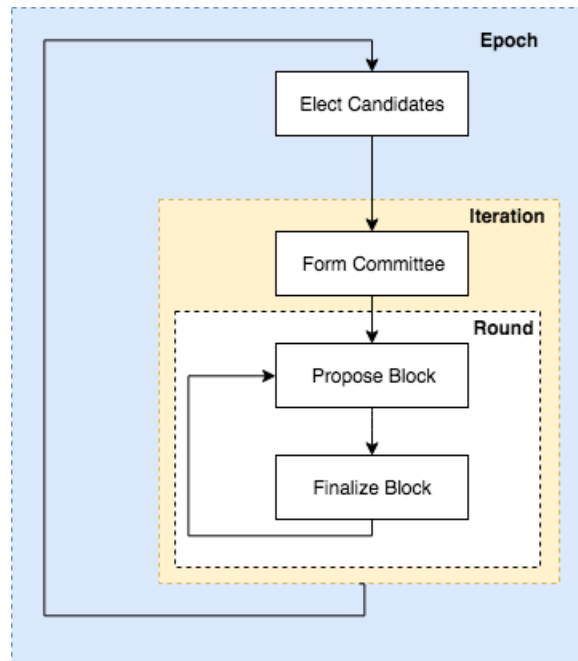 Epoch
Elect Candidates
Iteration
Form Committee
Round
Propose Block
Finalize Block